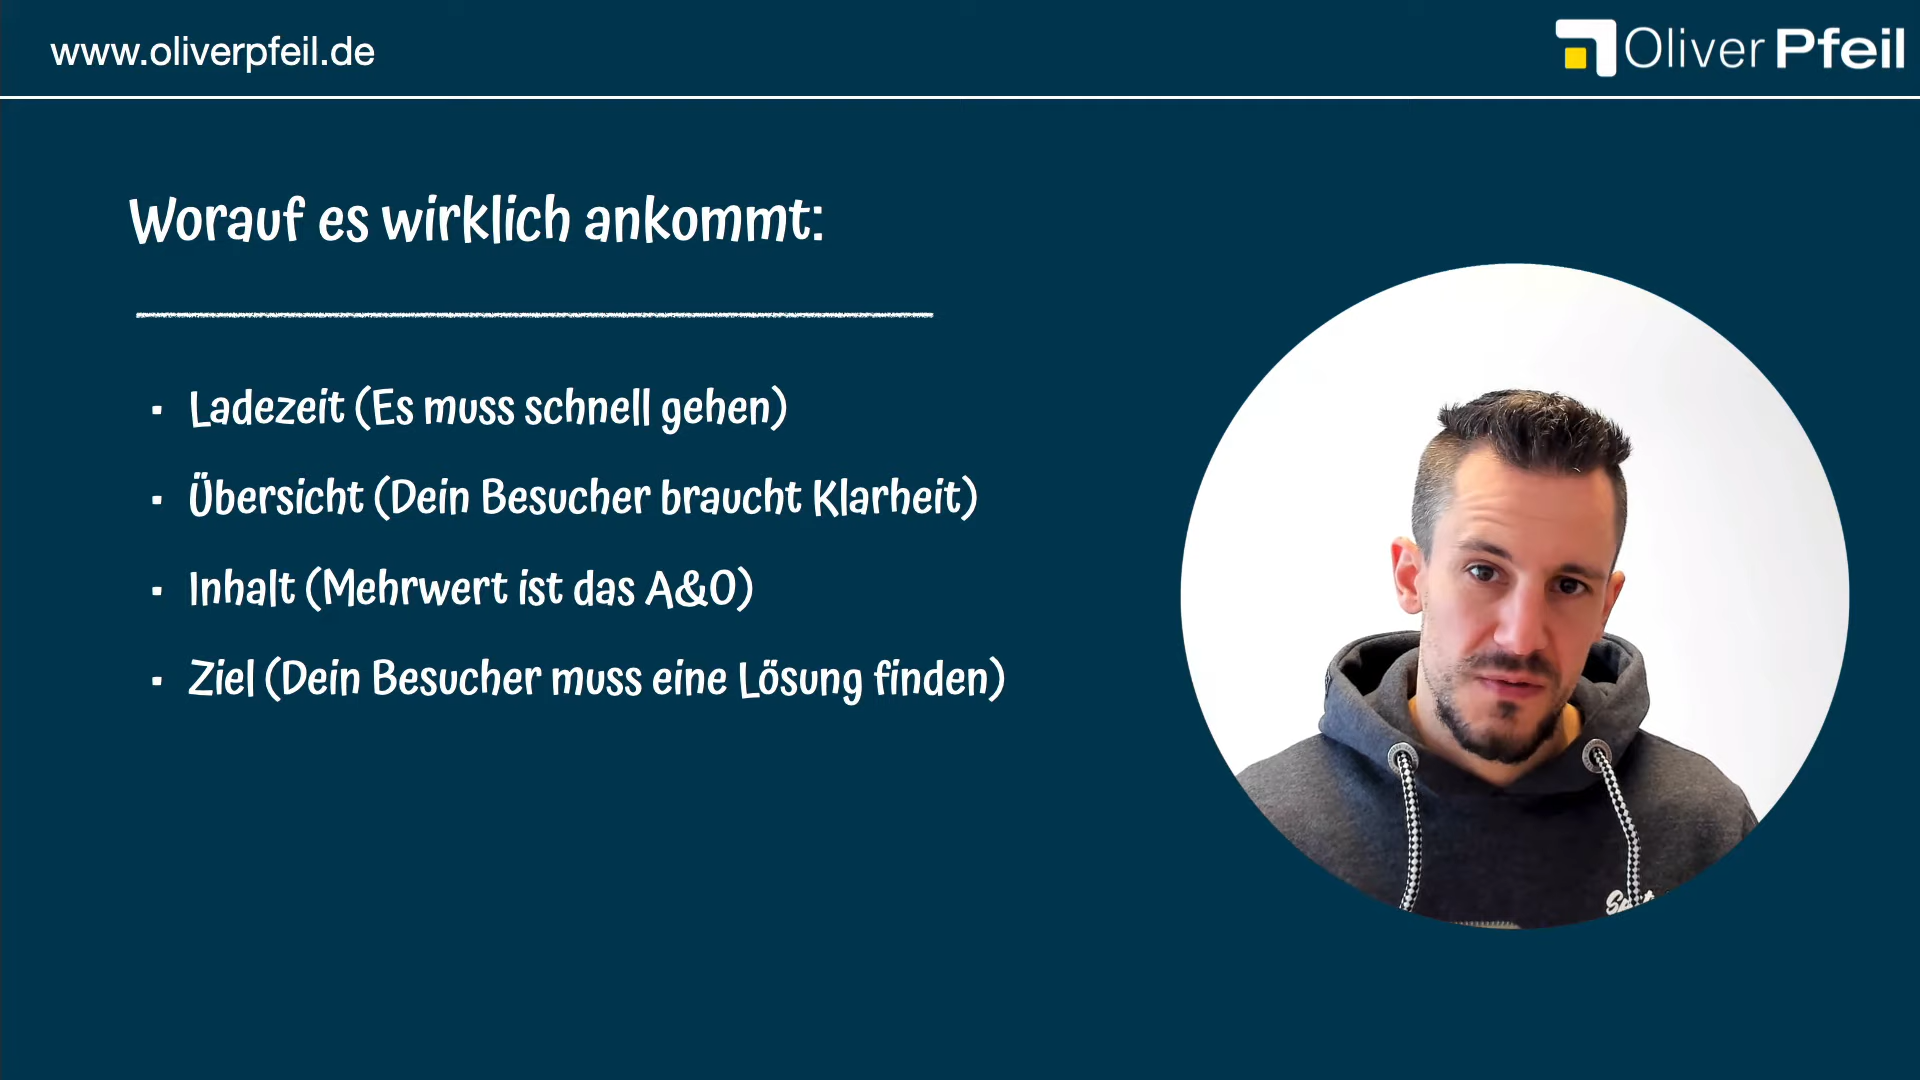 www.oliverpfeil.de
Oliver Pfeil
Worauf es wirklich ankommt:
▪ Ladezeit (Es muss schnell gehen)
▪ Übersicht (Dein Besucher braucht Klarheit)
▪ Inhalt (Mehrwert ist das A&O)
▪ Ziel (Dein Besucher muss eine Lösung finden)